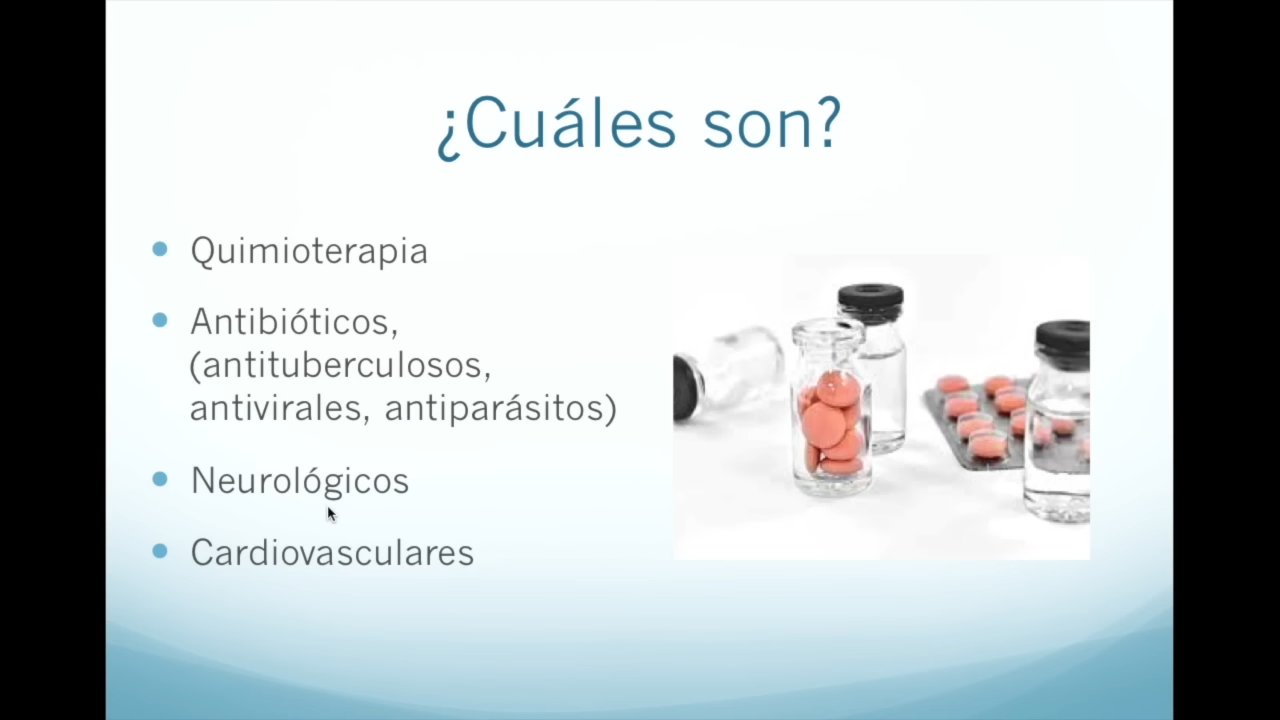 ¿Cuáles son?
Quimioterapia
Antibióticos,
(antituberculosos,
antivirales, antiparásitos)
Neurológicos
Cardiovasculares